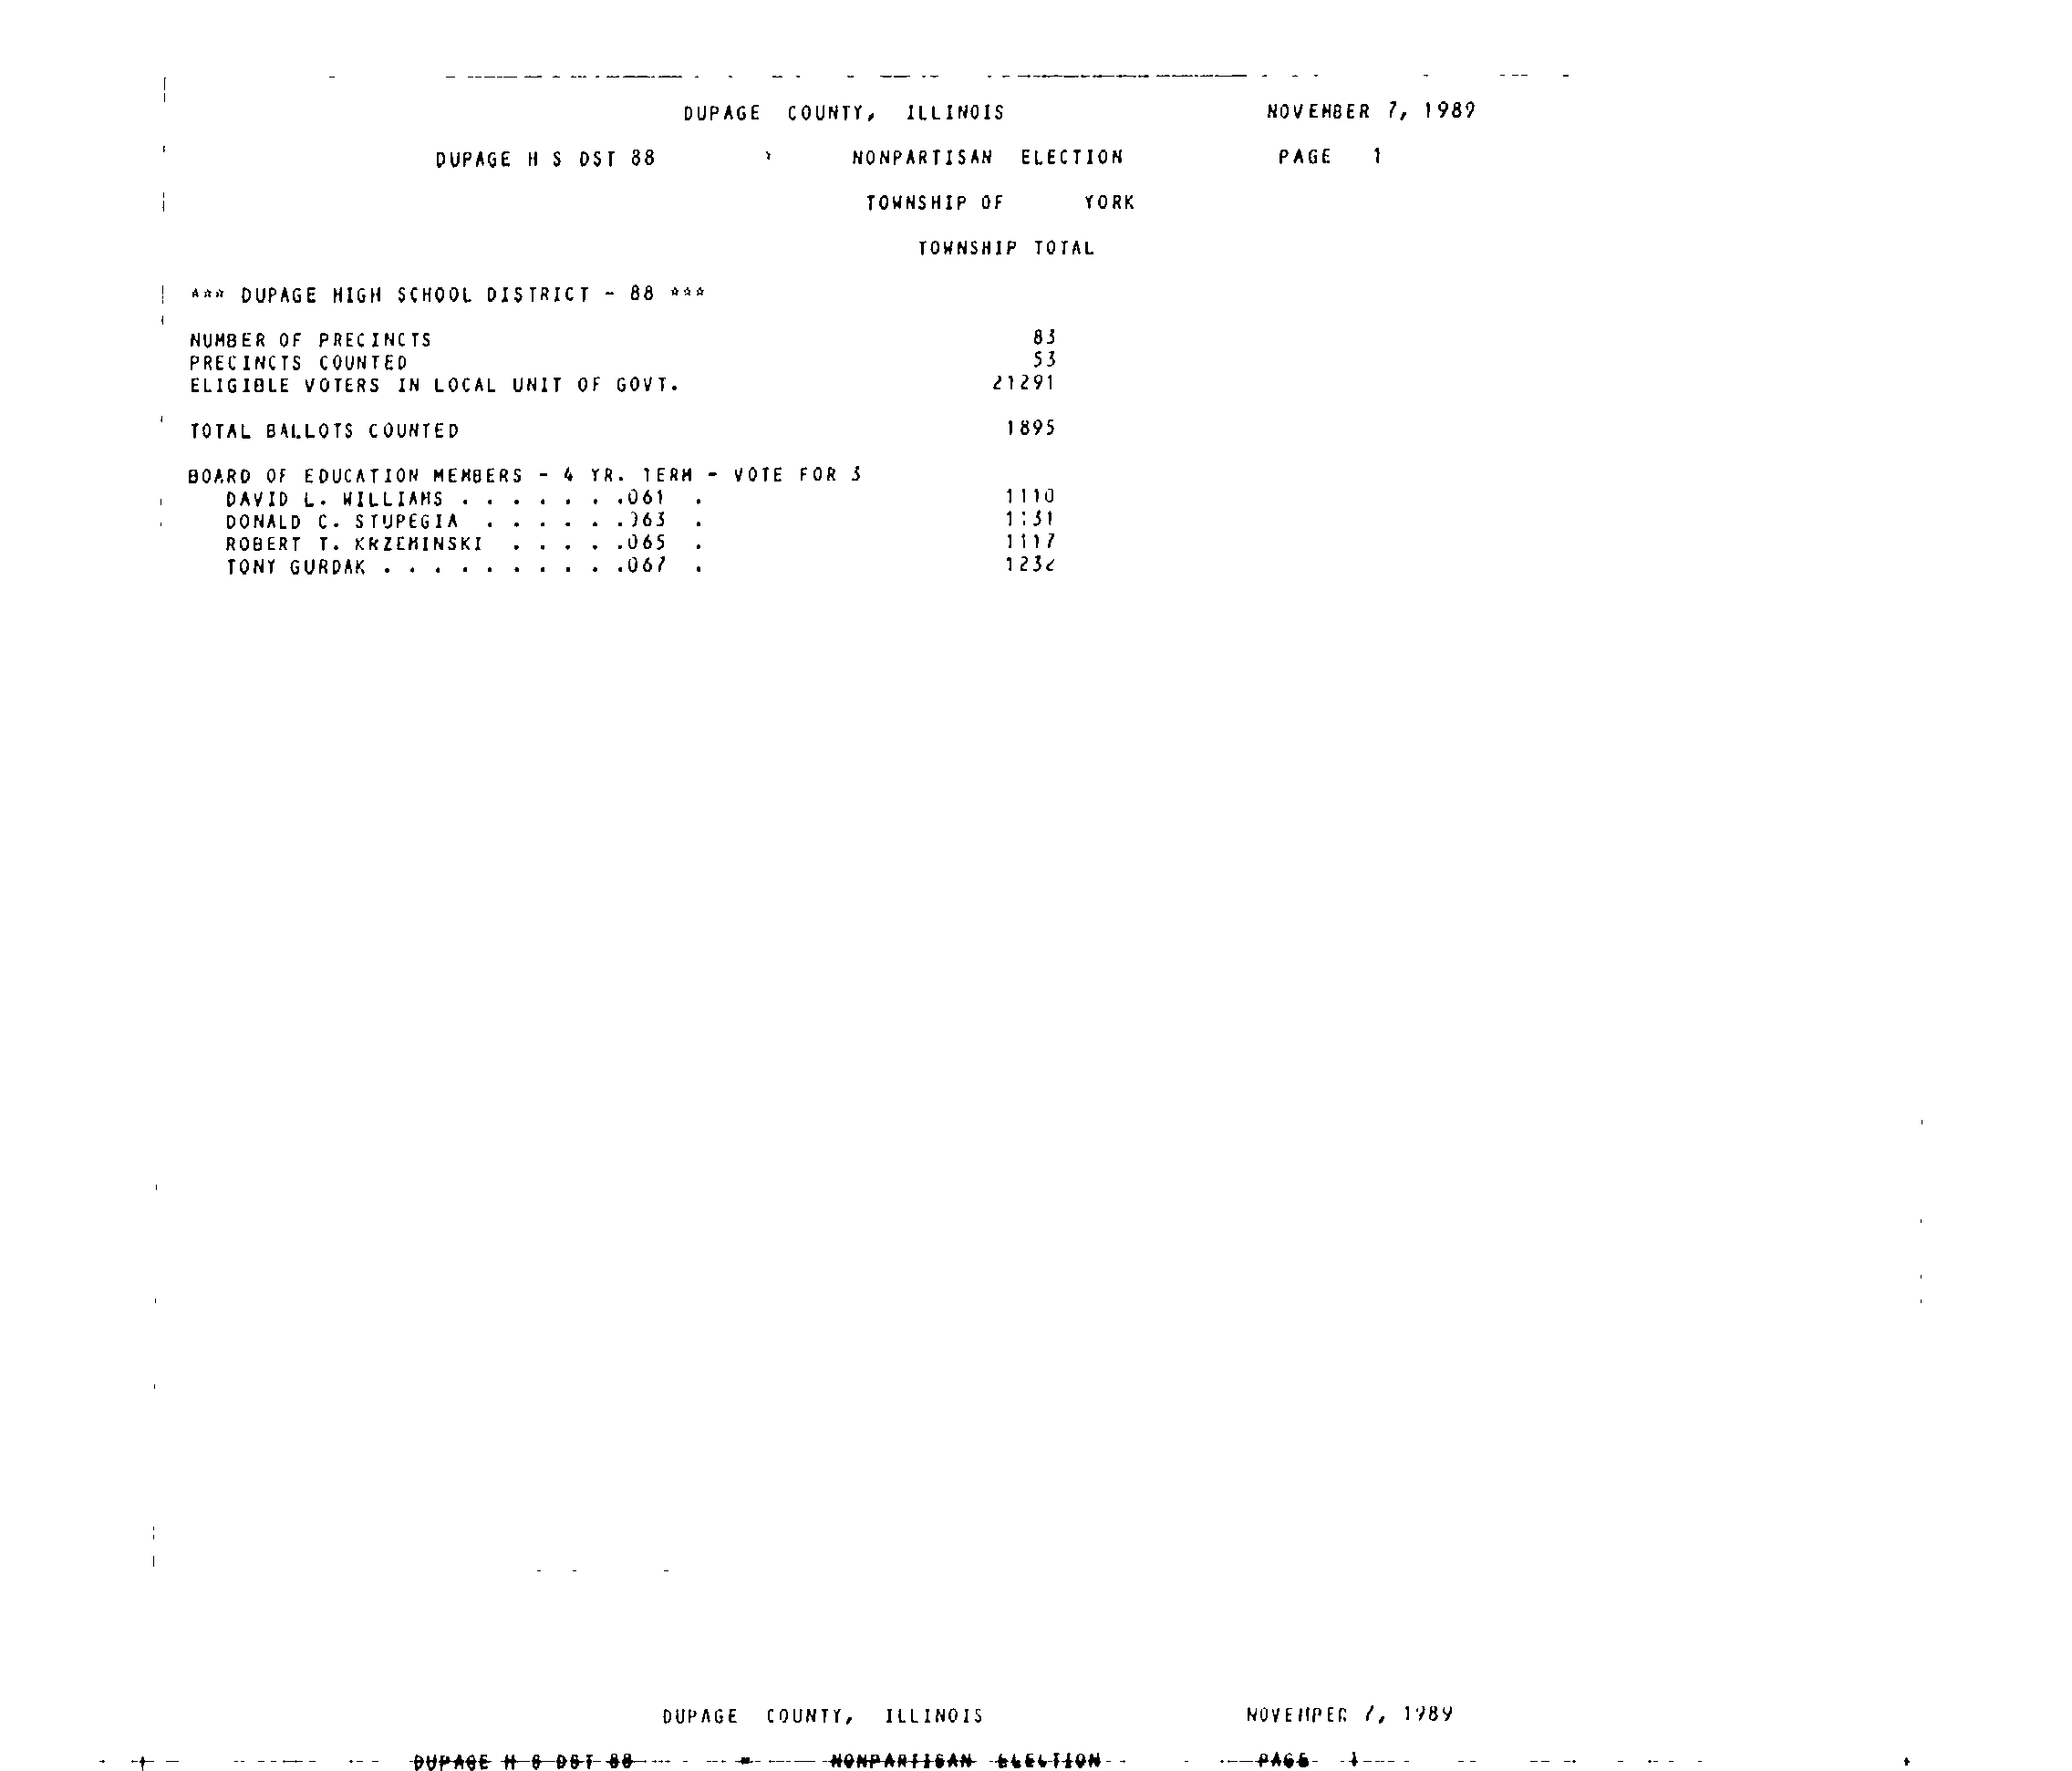 DUPAGE COUNTY, ILLINOIS NOVEMBER 7, 1989
DUPAGE H S DST 88 NONPARTISAN ELECTION PAGE 1
TOWNSHIP OF YORK
TOWNSHIP TOTAL
*** DUPAGE HIGH SCHOOL DISTRICT - 88 ***
NUMBER OF PRECINCTS 83
PRECINCTS COUNTED 53
ELIGIBLE VOTERS IN LOCAL UNIT OF GOVT. 21291
TOTAL BALLOTS COUNTED 1895
BOARD OF EDUCATION MEMBERS - 4 YR. TERM - VOTE FOR 3
DAVID L. WILLIAMS . . . . . . .061 . 1110
DONALD C. STUPEGIA . . . . . .063 . 1131
ROBERT T. KRZEMINSKI . . . . .065 . 1117
TONY GURDAK . . . . . . . . . .067 . 1232
DUPAGE COUNTY, ILLINOIS NOVEMBER 7, 1989
DUPAGE H S DST 88 NONPARTISAN ELECTION PAGE 1